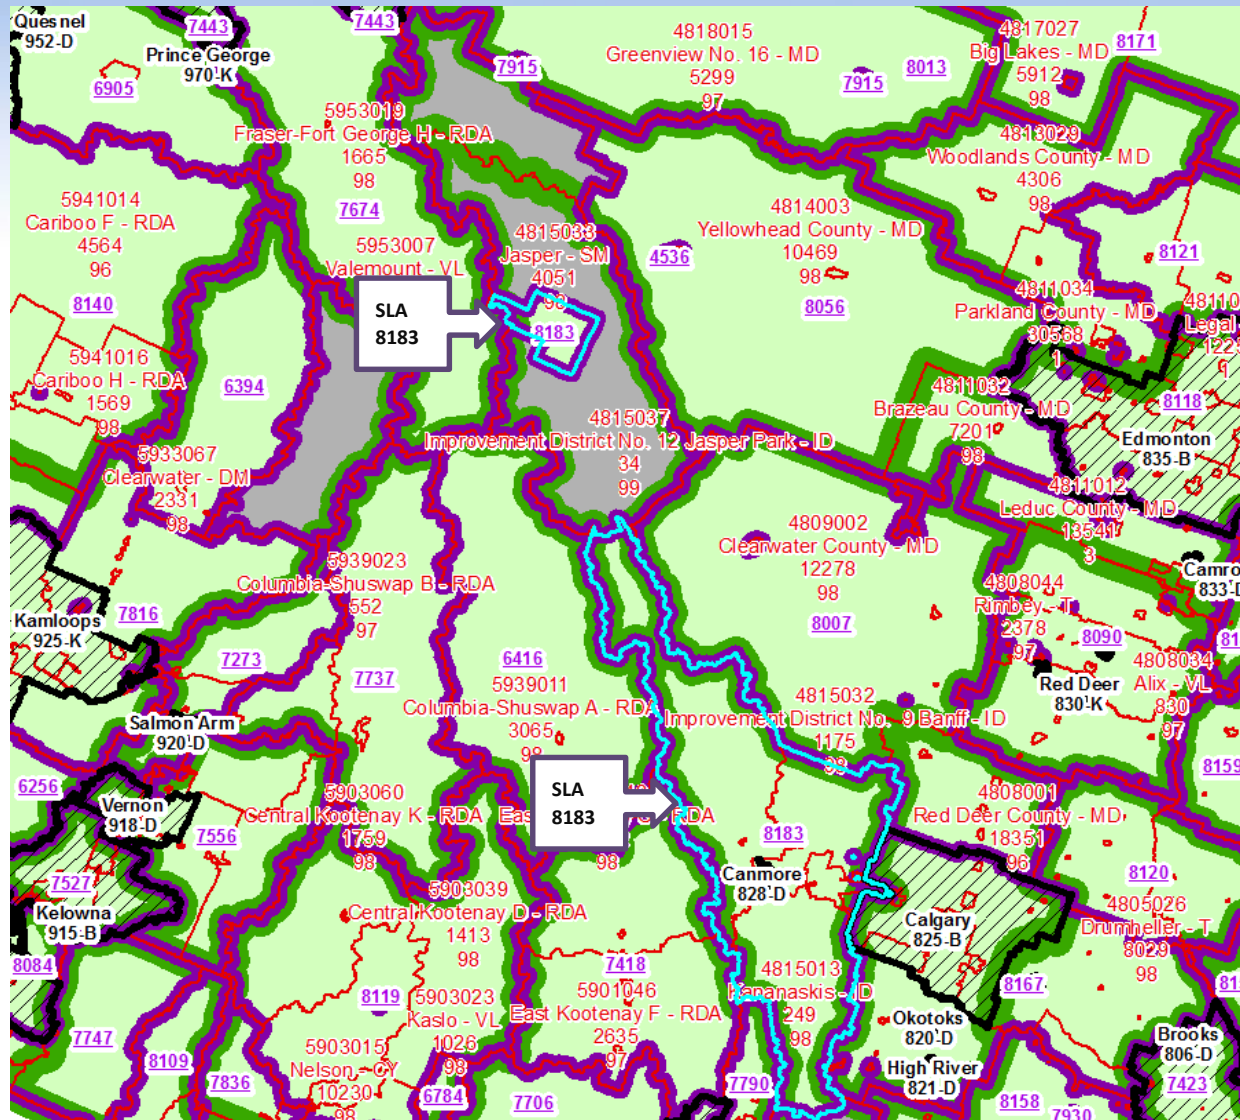 Quesnel
952-D
7443
Prince George
970-K
7443
6905
7915
4818015
Greenview No. 16 - MD
5299
97
7915
8013
4817027
Big Lakes - MD
5912
98
8171
5953019
Fraser-Fort George H - RDA
1665
98
7674
4813029
Woodlands County - MD
4306
98
5941014
Cariboo F - RDA
4564
96
8140
5953007
Valemount - VL
4815033
Jasper - SM
4051
98
4536
4814003
Yellowhead County - MD
10469
98
8056
8121
SLA
8183
8183
4811034
Parkland County - MD
30568
1
Legal
5941016
Cariboo H - RDA
1569
98
6394
4811032
Brazeau County - MD
7201
98
8118
Edmonton
835-B
5933067
Clearwater - DM
2331
98
4815037
Improvement District No. 12 Jasper Park - ID
34
99
4811012
Leduc County - MD
13541
3
4809002
Clearwater County - MD
12278
98
8007
5939023
Columbia-Shuswap B - RDA
552
97
Kamloops
925-K
7816
4808044
Rimbey - T
2378
97
8090
7273
7737
6416
5939011
Columbia-Shuswap A - RDA
3065
98
4808034
Alix - VL
830
97
Red Deer
830-K
Salmon Arm
920-D
4815032
Improvement District No. 9 Banff - ID
1175
98
8159
6256
Vernon
918-D
7556
5903060
Central Kootenay K - RDA
1759
98
SLA
8183
RDA
98
8183
4808001
Red Deer County - MD
18351
96
7527
Kelowna
915-B
8084
5903039
Central Kootenay D - RDA
1413
98
Canmore
828-D
Calgary
825-B
8120
4805026
Drumheller - T
8029
98
7418
5901046
East Kootenay F - RDA
2635
97
8119
5903023
Kaslo - VL
1026
98
4815013
Kananaskis - ID
249
98
8167
7747
8109
7836
5903015
Nelson - CY
10230
98
6784
7706
7790
Okotoks
820-D
High River
821-D
8158
7930
Brooks
806-D
7423